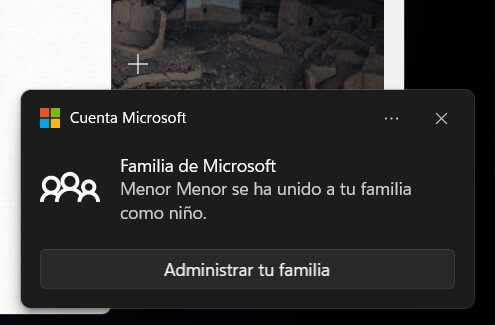 Cuenta Microsoft
Familia de Microsoft
Menor Menor se ha unido a tu familia
como niño.
Administrar tu familia